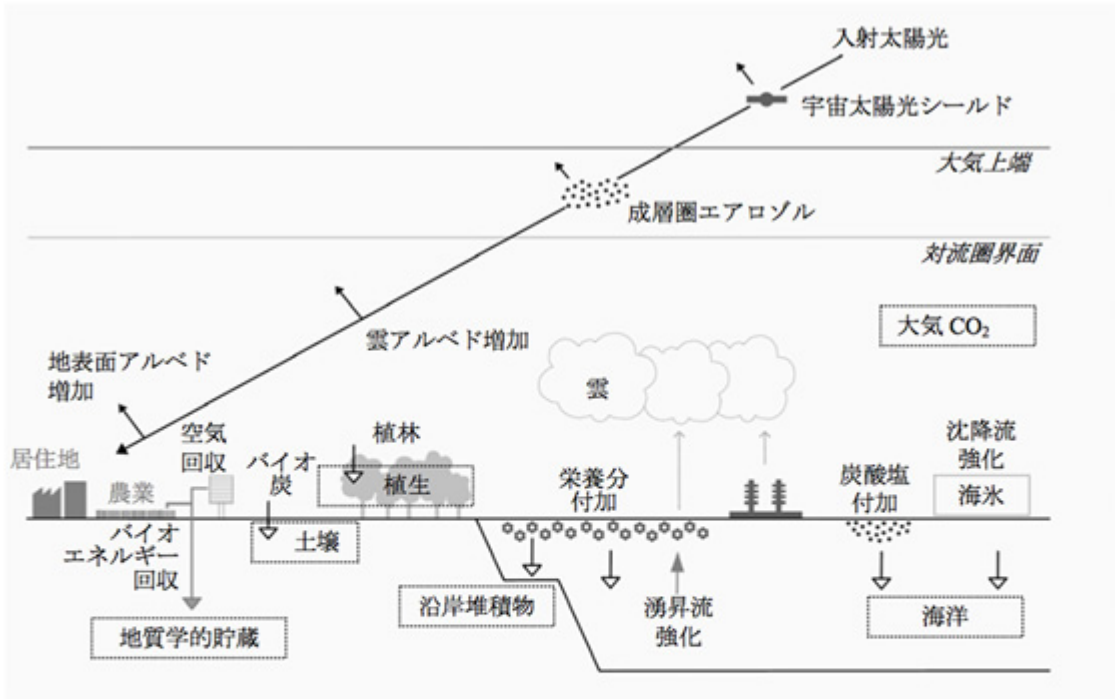 入射太陽光
宇宙太陽光シールド
大気上端
成層圏エアロゾル
対流圏界面
大気 CO₂
雲アルベド増加
地表面アルベド
増加
雲
居住地
農業
空気
回収
バイオ
炭
植林
植生
栄養分
付加
炭酸塩
付加
沈降流
強化
海氷
バイオ
エネルギー
回収
土壌
地質学的貯蔵
沿岸堆積物
湧昇流
強化
海洋